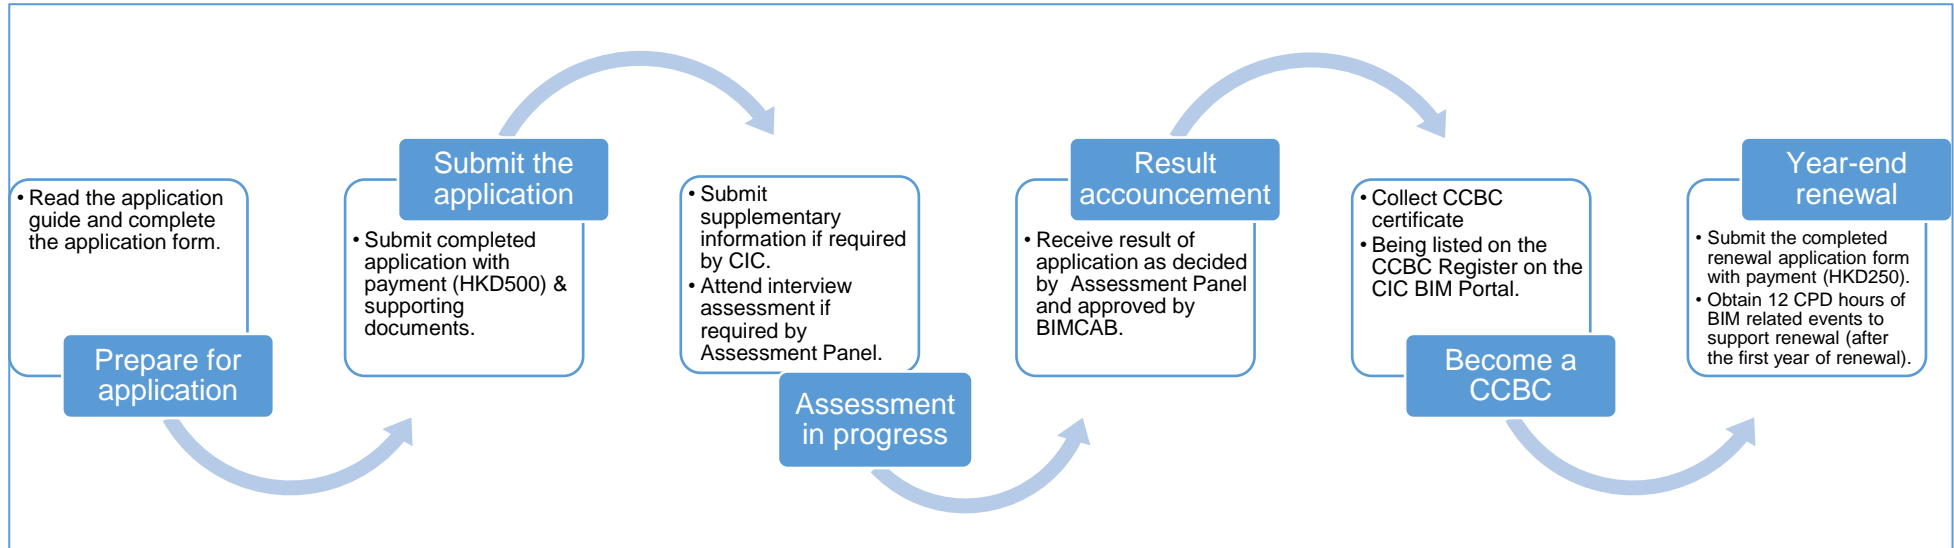 • Read the application
guide and complete
the application form.
Prepare for
application
Submit the
application
• Submit completed
application with
payment (HKD500) &
supporting
documents.
• Submit
supplementary
information if required
by CIC.
• Attend interview
assessment if
required by
Assessment Panel.
Assessment
in progress
Result
accouncement
• Receive result of
application as decided
by Assessment Panel
and approved by
BIMCAB.
• Collect CCBC
certificate
• Being listed on the
CCBC Register on the
CIC BIM Portal.
Become a
CCBC
Year-end
renewal
• Submit the completed
renewal application form
with payment (HKD250).
• Obtain 12 CPD hours of
BIM related events to
support renewal (after
the first year of renewal).